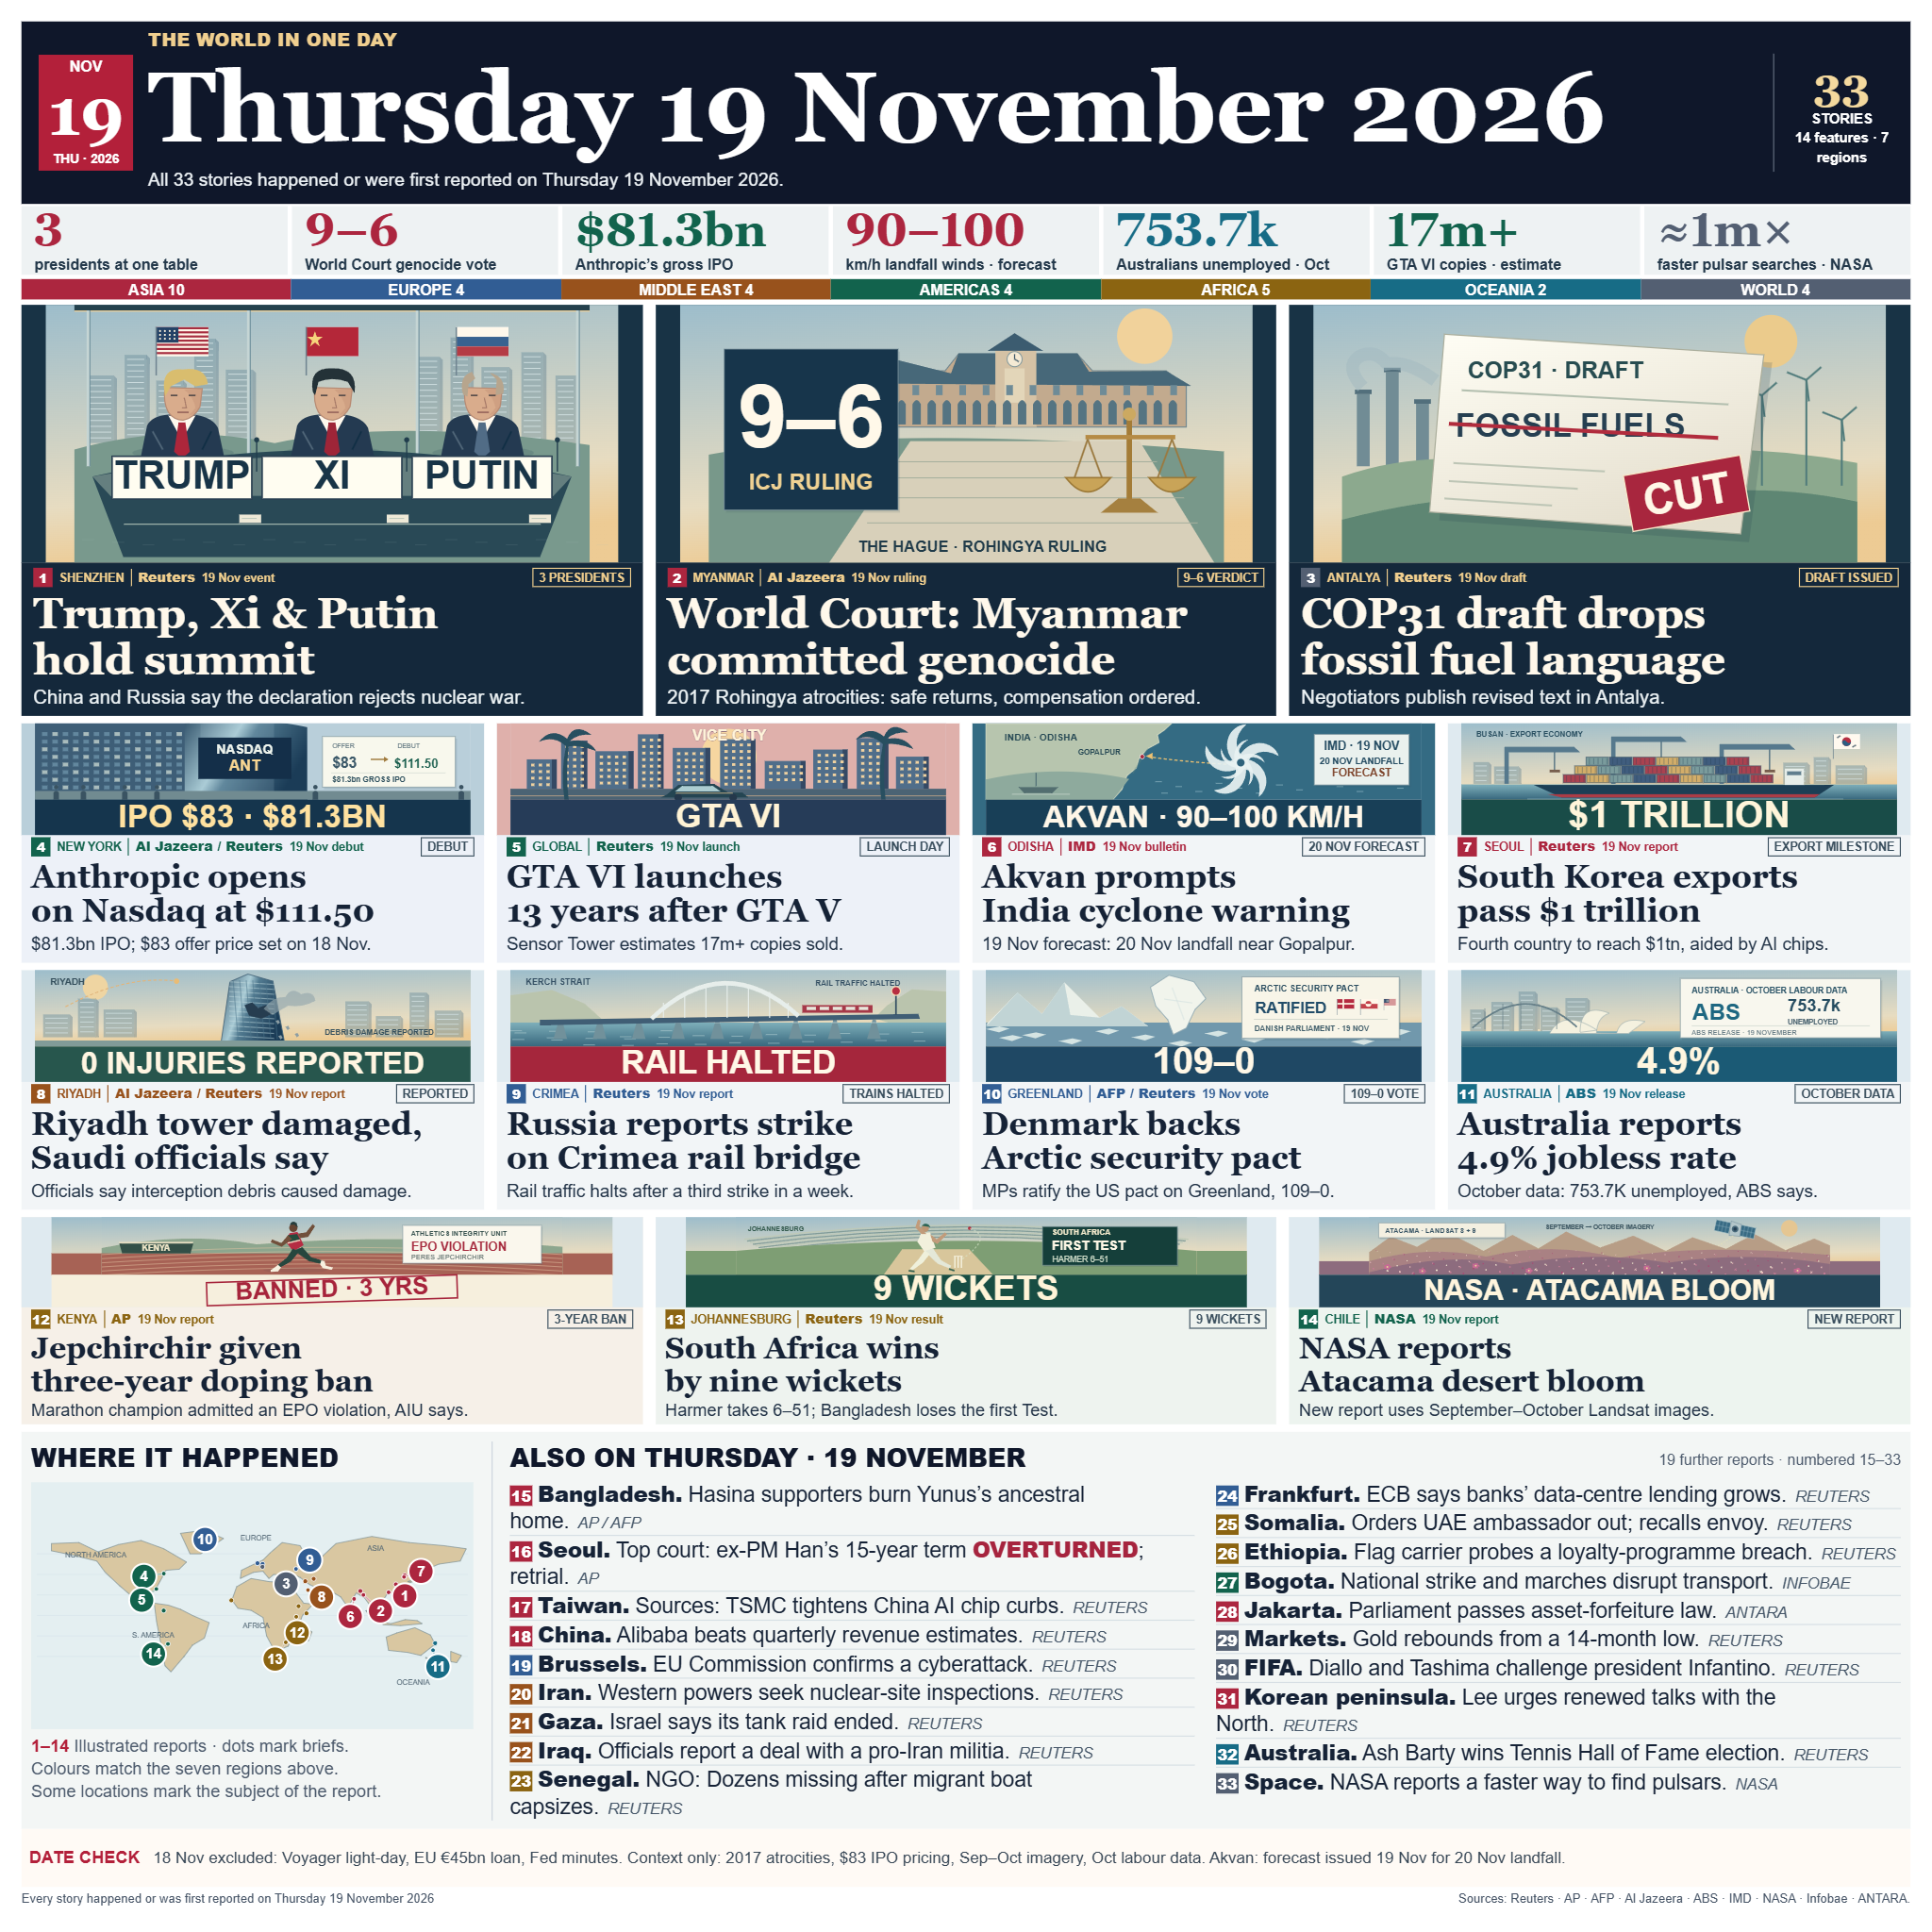 THE WORLD IN ONE DAY
NOV
19
THU · 2026
Thursday 19 November 2026
All 33 stories happened or were first reported on Thursday 19 November 2026.
33
STORIES
14 features · 7
regions
3
presidents at one table
9–6
World Court genocide vote
$81.3bn
Anthropic's gross IPO
90–100
km/h landfall winds · forecast
753.7k
Australians unemployed · Oct
17m+
GTA VI copies · estimate
≈1m×
faster pulsar searches · NASA
ASIA 10
EUROPE 4
MIDDLE EAST 4
AMERICAS 4
AFRICA 5
OCEANIA 2
WORLD 4
TRUMP
XI
PUTIN
1 SHENZHEN | Reuters 19 Nov event
3 PRESIDENTS
Trump, Xi & Putin
hold summit
China and Russia say the declaration rejects nuclear war.
9–6
ICJ RULING
THE HAGUE · ROHINGYA RULING
2 MYANMAR | Al Jazeera 19 Nov ruling
9–6 VERDICT
World Court: Myanmar
committed genocide
2017 Rohingya atrocities: safe returns, compensation ordered.
COP31 · DRAFT
FOSSIL FUELS
CUT
3 ANTALYA | Reuters 19 Nov draft
DRAFT ISSUED
COP31 draft drops
fossil fuel language
Negotiators publish revised text in Antalya.
NASDAQ
ANT
OFFER
DEBUT
$83
$111.50
$81.3bn GROSS IPO
IPO $83 · $81.3BN
4 NEW YORK | Al Jazeera / Reuters 19 Nov debut
DEBUT
Anthropic opens
on Nasdaq at $111.50
$81.3bn IPO; $83 offer price set on 18 Nov.
VICE CITY
GTA VI
5 GLOBAL | Reuters 19 Nov launch
LAUNCH DAY
GTA VI launches
13 years after GTA V
Sensor Tower estimates 17m+ copies sold.
INDIA · ODISHA
GOPALPUR
IMD · 19 NOV
20 NOV LANDFALL
FORECAST
AKVAN · 90–100 KM/H
6 ODISHA | IMD 19 Nov bulletin
20 NOV FORECAST
Akvan prompts
India cyclone warning
19 Nov forecast: 20 Nov landfall near Gopalpur.
BUSAN · EXPORT ECONOMY
$1 TRILLION
7 SEOUL | Reuters 19 Nov report
EXPORT MILESTONE
South Korea exports
pass $1 trillion
Fourth country to reach $1tn, aided by AI chips.
RIYADH
DEBRIS DAMAGE REPORTED
0 INJURIES REPORTED
8 RIYADH | Al Jazeera / Reuters 19 Nov report
REPORTED
Riyadh tower damaged,
Saudi officials say
Officials say interception debris caused damage.
KERCH STRAIT
RAIL TRAFFIC HALTED
RAIL HALTED
9 CRIMEA | Reuters 19 Nov report
TRAINS HALTED
Russia reports strike
on Crimea rail bridge
Rail traffic halts after a third strike in a week.
ARCTIC SECURITY PACT
RATIFIED
DANISH PARLIAMENT · 19 NOV
109–0
10 GREENLAND | AFP / Reuters 19 Nov vote
109–0 VOTE
Denmark backs
Arctic security pact
MPs ratify the US pact on Greenland, 109–0.
AUSTRALIA · OCTOBER LABOUR DATA
ABS
753.7k
UNEMPLOYED
ABS RELEASE · 19 NOVEMBER
4.9%
11 AUSTRALIA | ABS 19 Nov release
OCTOBER DATA
Australia reports
4.9% jobless rate
October data: 753.7K unemployed, ABS says.
KENYA
ATHLETICS INTEGRITY UNIT
EPO VIOLATION
PERES JEPCHIRCHIR
BANNED · 3 YRS
12 KENYA | AP 19 Nov report
3-YEAR BAN
Jepchirchir given
three-year doping ban
Marathon champion admitted an EPO violation, AIU says.
JOHANNESBURG
SOUTH AFRICA
FIRST TEST
HARMER 6–51
9 WICKETS
13 JOHANNESBURG | Reuters 19 Nov result
9 WICKETS
South Africa wins
by nine wickets
Harmer takes 6–51; Bangladesh loses the first Test.
ATACAMA · LANDSAT 8 + 9
SEPTEMBER — OCTOBER IMAGERY
NASA · ATACAMA BLOOM
14 CHILE | NASA 19 Nov report
NEW REPORT
NASA reports
Atacama desert bloom
New report uses September–October Landsat images.
WHERE IT HAPPENED
NORTH AMERICA
EUROPE
ASIA
AFRICA
S. AMERICA
OCEANIA
10
9
7
4
3
8
1
5
6
2
12
14
13
11
1–14 Illustrated reports · dots mark briefs.
Colours match the seven regions above.
Some locations mark the subject of the report.
ALSO ON THURSDAY · 19 NOVEMBER
19 further reports · numbered 15–33
15 Bangladesh. Hasina supporters burn Yunus's ancestral
home. AP / AFP
16 Seoul. Top court: ex-PM Han's 15-year term OVERTURNED;
retrial. AP
17 Taiwan. Sources: TSMC tightens China AI chip curbs. REUTERS
18 China. Alibaba beats quarterly revenue estimates. REUTERS
19 Brussels. EU Commission confirms a cyberattack. REUTERS
20 Iran. Western powers seek nuclear-site inspections. REUTERS
21 Gaza. Israel says its tank raid ended. REUTERS
22 Iraq. Officials report a deal with a pro-Iran militia. REUTERS
23 Senegal. NGO: Dozens missing after migrant boat
capsizes. REUTERS
24 Frankfurt. ECB says banks' data-centre lending grows. REUTERS
25 Somalia. Orders UAE ambassador out; recalls envoy. REUTERS
26 Ethiopia. Flag carrier probes a loyalty-programme breach. REUTERS
27 Bogota. National strike and marches disrupt transport. INFOBAE
28 Jakarta. Parliament passes asset-forfeiture law. ANTARA
29 Markets. Gold rebounds from a 14-month low. REUTERS
30 FIFA. Diallo and Tashima challenge president Infantino. REUTERS
31 Korean peninsula. Lee urges renewed talks with the
North. REUTERS
32 Australia. Ash Barty wins Tennis Hall of Fame election. REUTERS
33 Space. NASA reports a faster way to find pulsars. NASA
DATE CHECK 18 Nov excluded: Voyager light-day, EU €45bn loan, Fed minutes. Context only: 2017 atrocities, $83 IPO pricing, Sep–Oct imagery, Oct labour data. Akvan: forecast issued 19 Nov for 20 Nov landfall.
Every story happened or was first reported on Thursday 19 November 2026
Sources: Reuters · AP · AFP · Al Jazeera · ABS · IMD · NASA · Infobae · ANTARA.